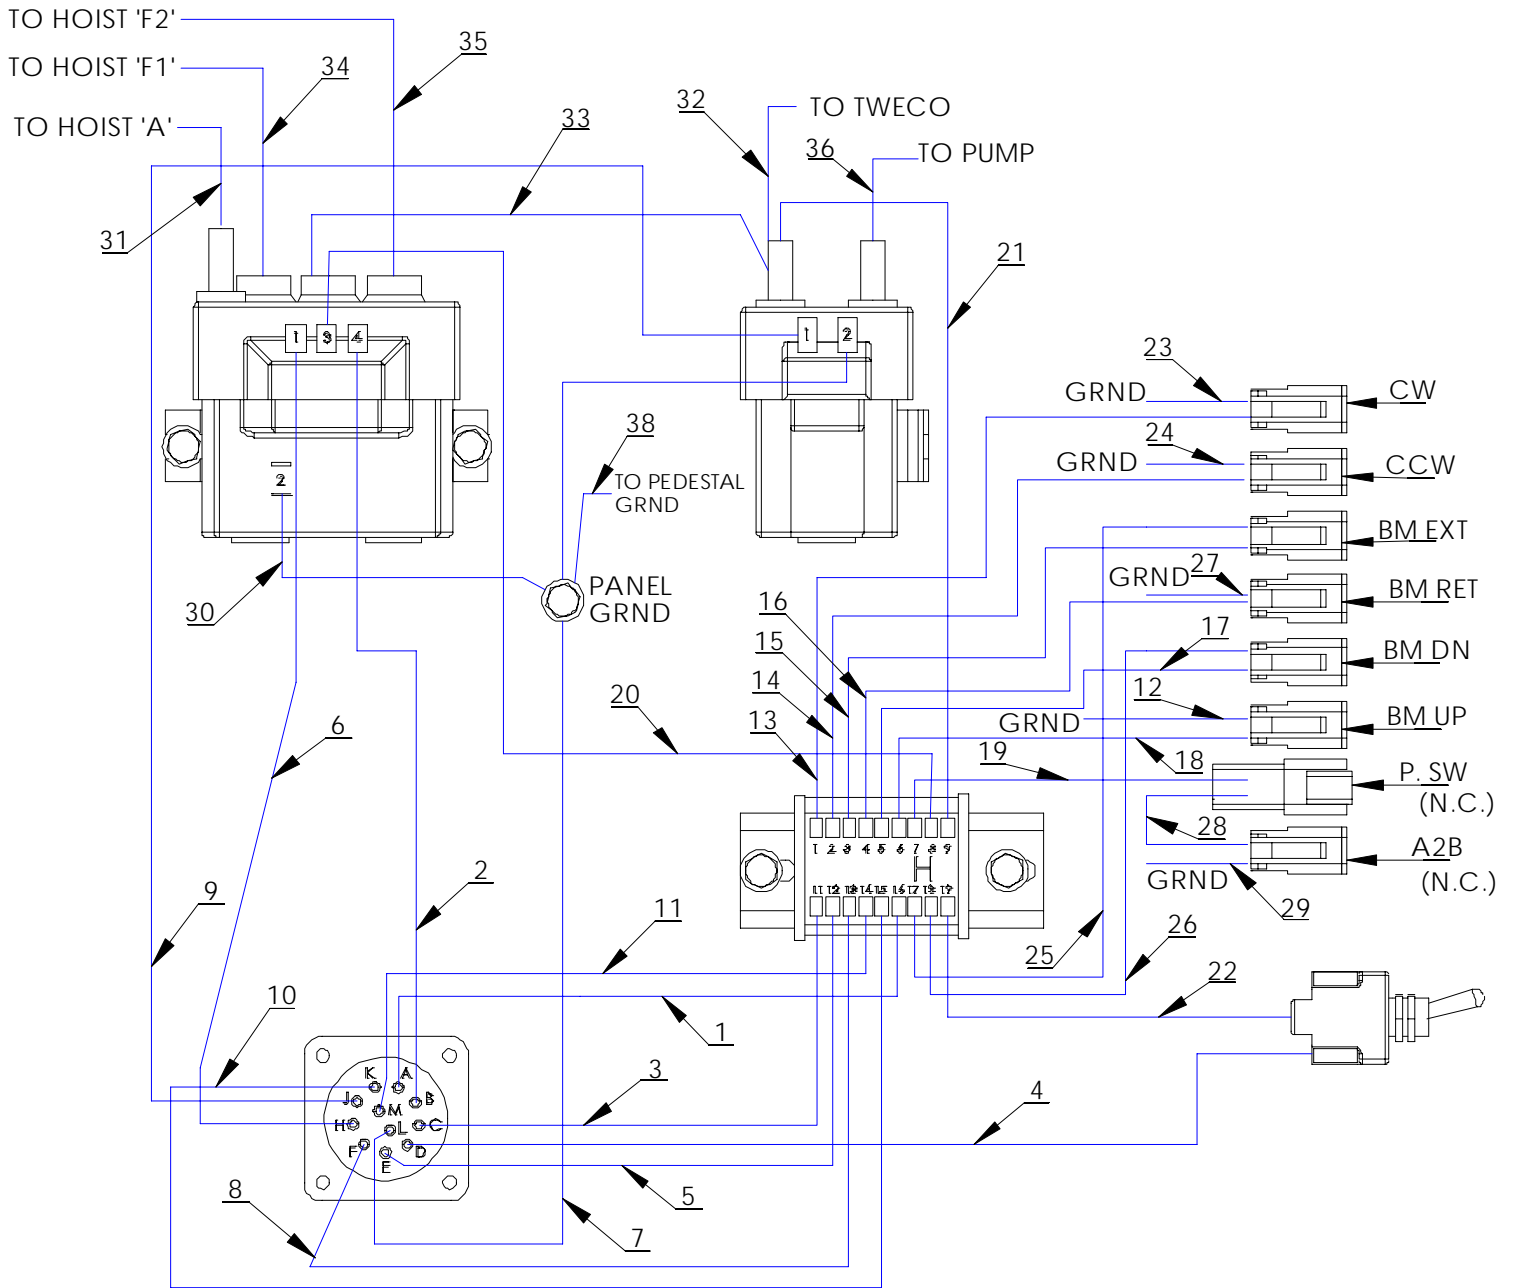 TO HOIST 'F2'
35
TO HOIST 'F1'
34
TO HOIST 'A'
33
32
TO TWECO
36
TO PUMP
31
21
1 3 4
1 2
23
GRND
CW
24
GRND
CCW
38
2
TO PEDESTAL
GRND
BM EXT
30
PANEL
GRND
GRND
27
BM RET
16
15
14
13
20
17
BM DN
12
GRND
BM UP
6
18
19
P. SW
(N.C.)
28
1 2 3 4 5 6 7 8 9
H
11 12 13 14 15 16 17 18 19
A2B
(N.C.)
GRND
29
9
2
11
25
26
22
10
1
K A
J B
M
H L C
F D
E
3
4
8
5
7